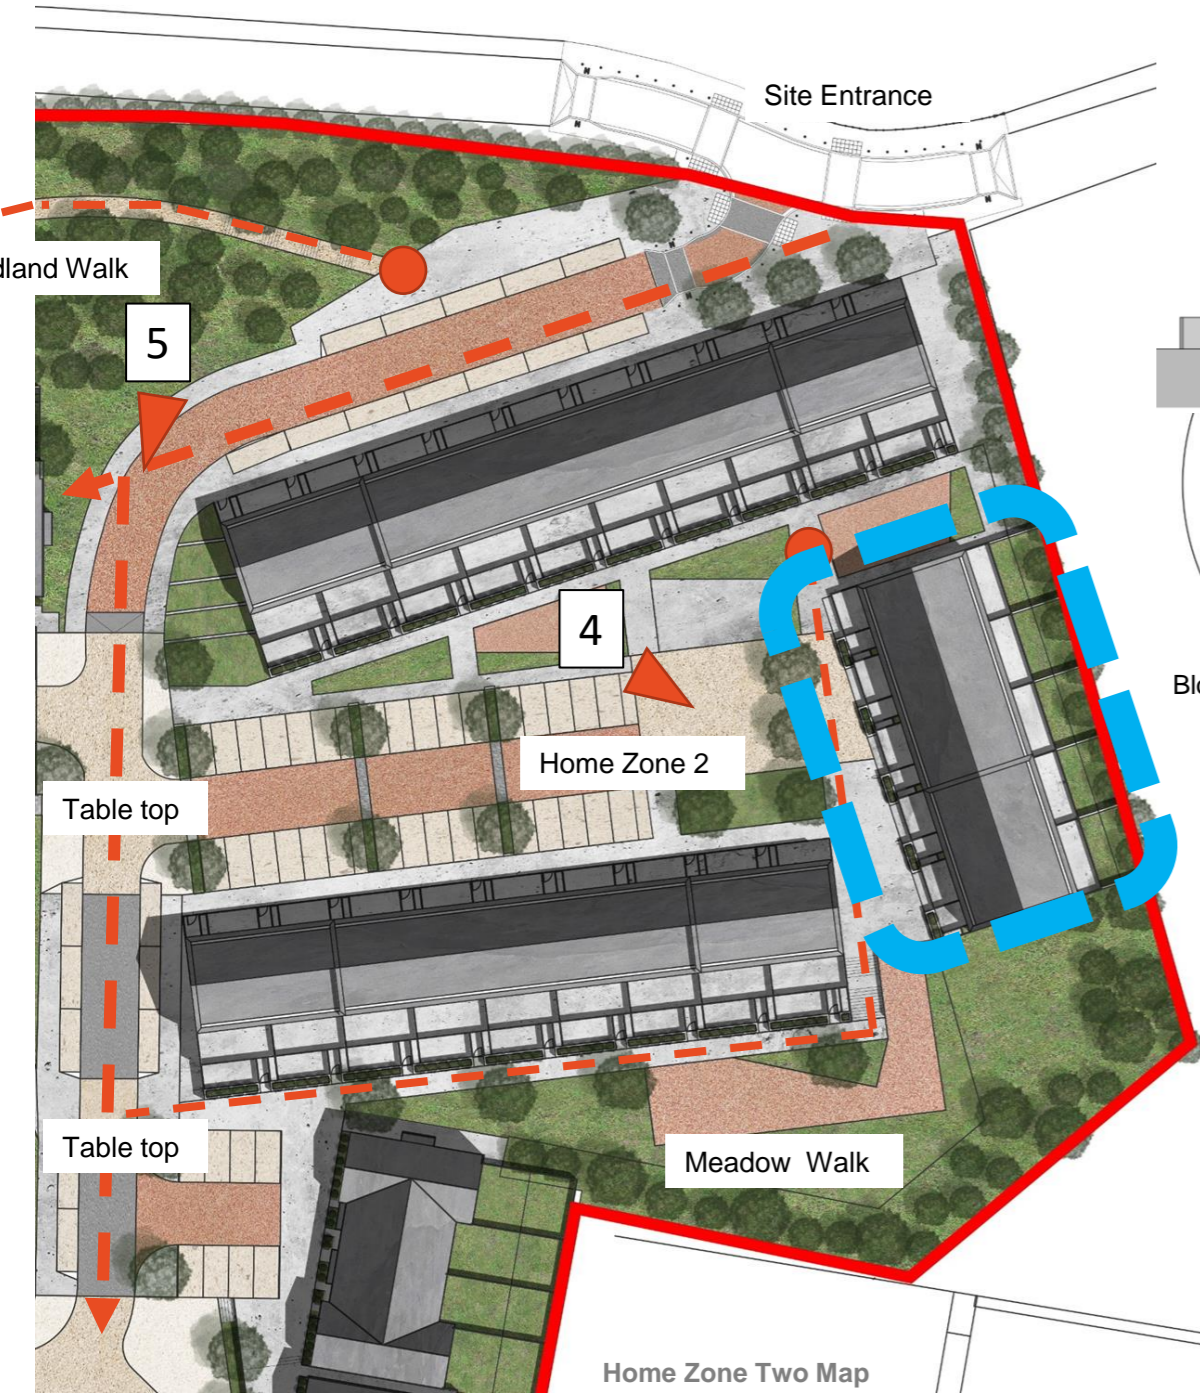 Site Entrance
dland Walk
5
4
Blo
Home Zone 2
Table top
Table top
Meadow Walk
Home Zone Two Map